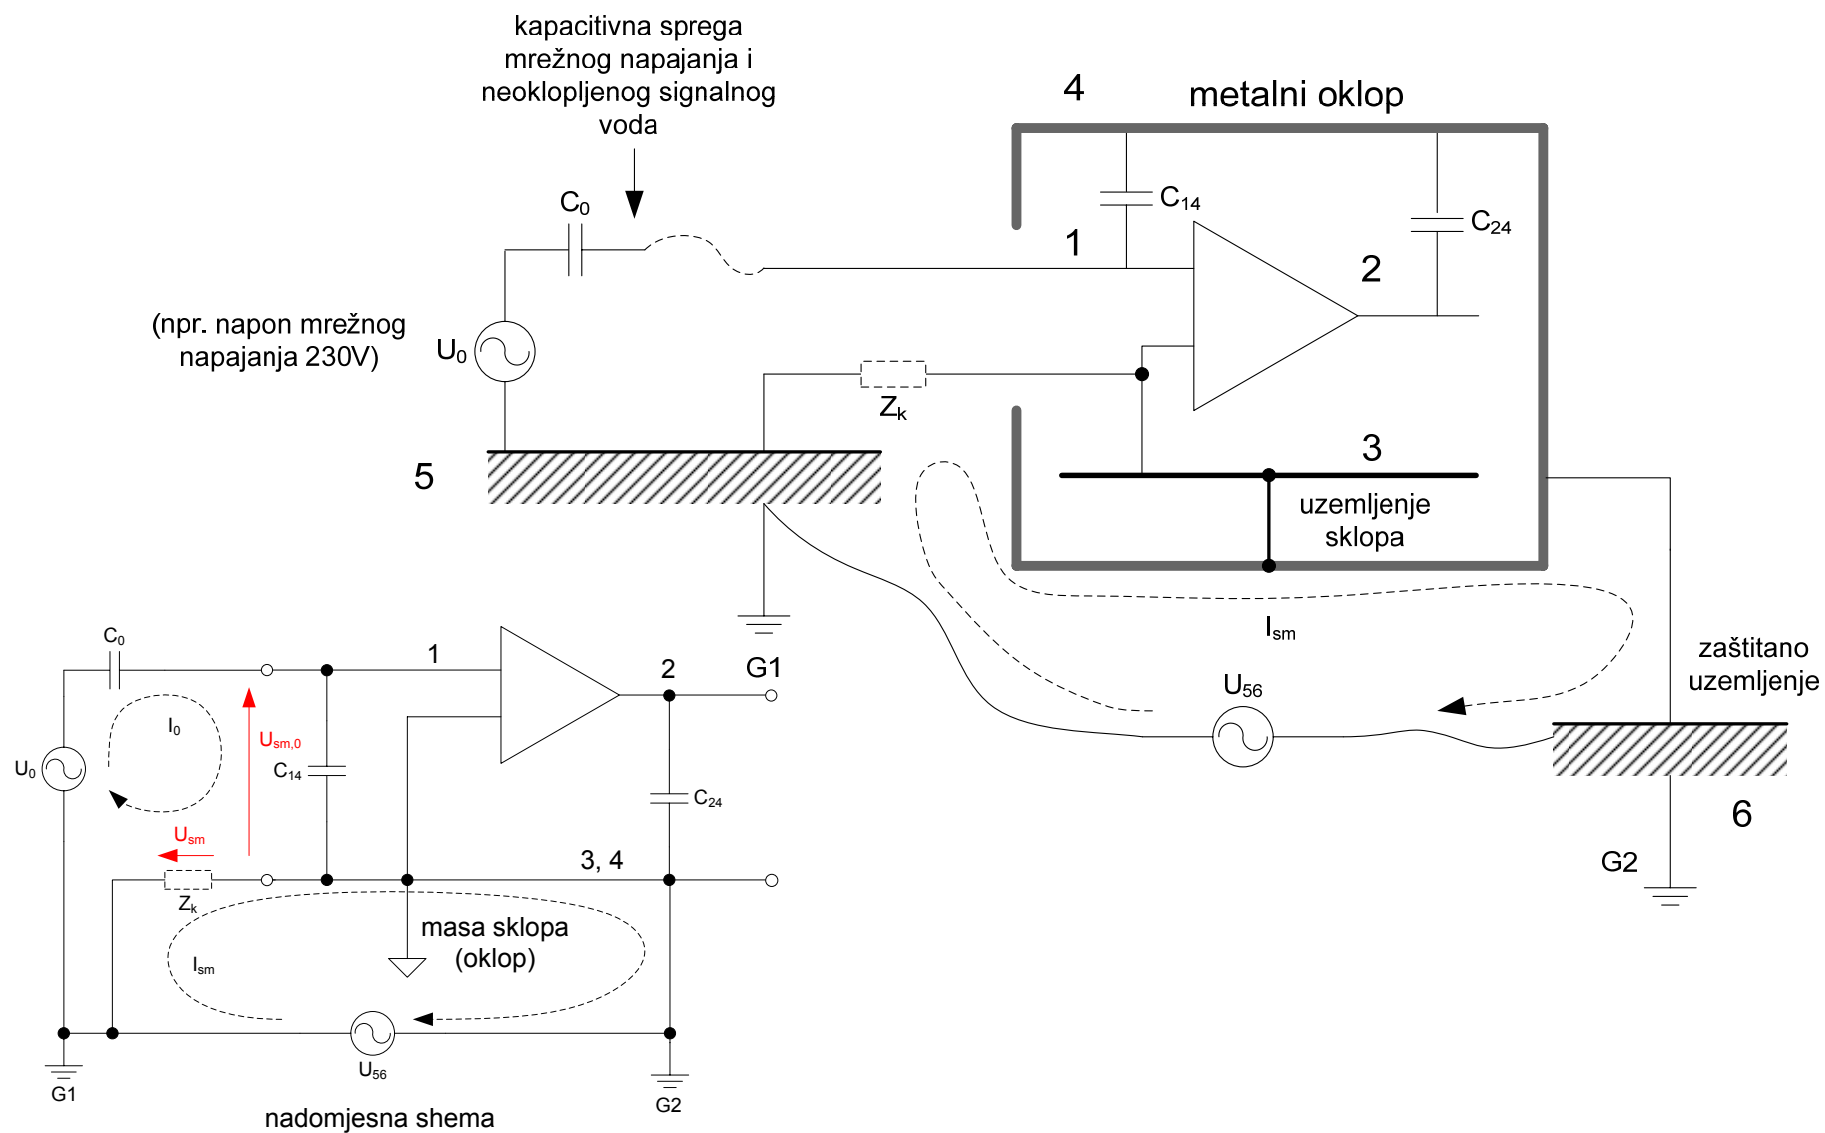 kapacitivna sprega
mrežnog napajanja i
neoklopljenog signalnog
voda
4
metalni oklop
C0
C14
C24
1
2
(npr. napon mrežnog
napajanja 230V)
U0
Zk
3
5
uzemljenje
sklopa
Ism
zaštitano
uzemljenje
G1
U56
6
G2
C0
1
2
I0
Usm,0
U0
C14
C24
Usm
3, 4
Zk
masa sklopa
(oklop)
Ism
U56
G1
G2
nadomjesna shema